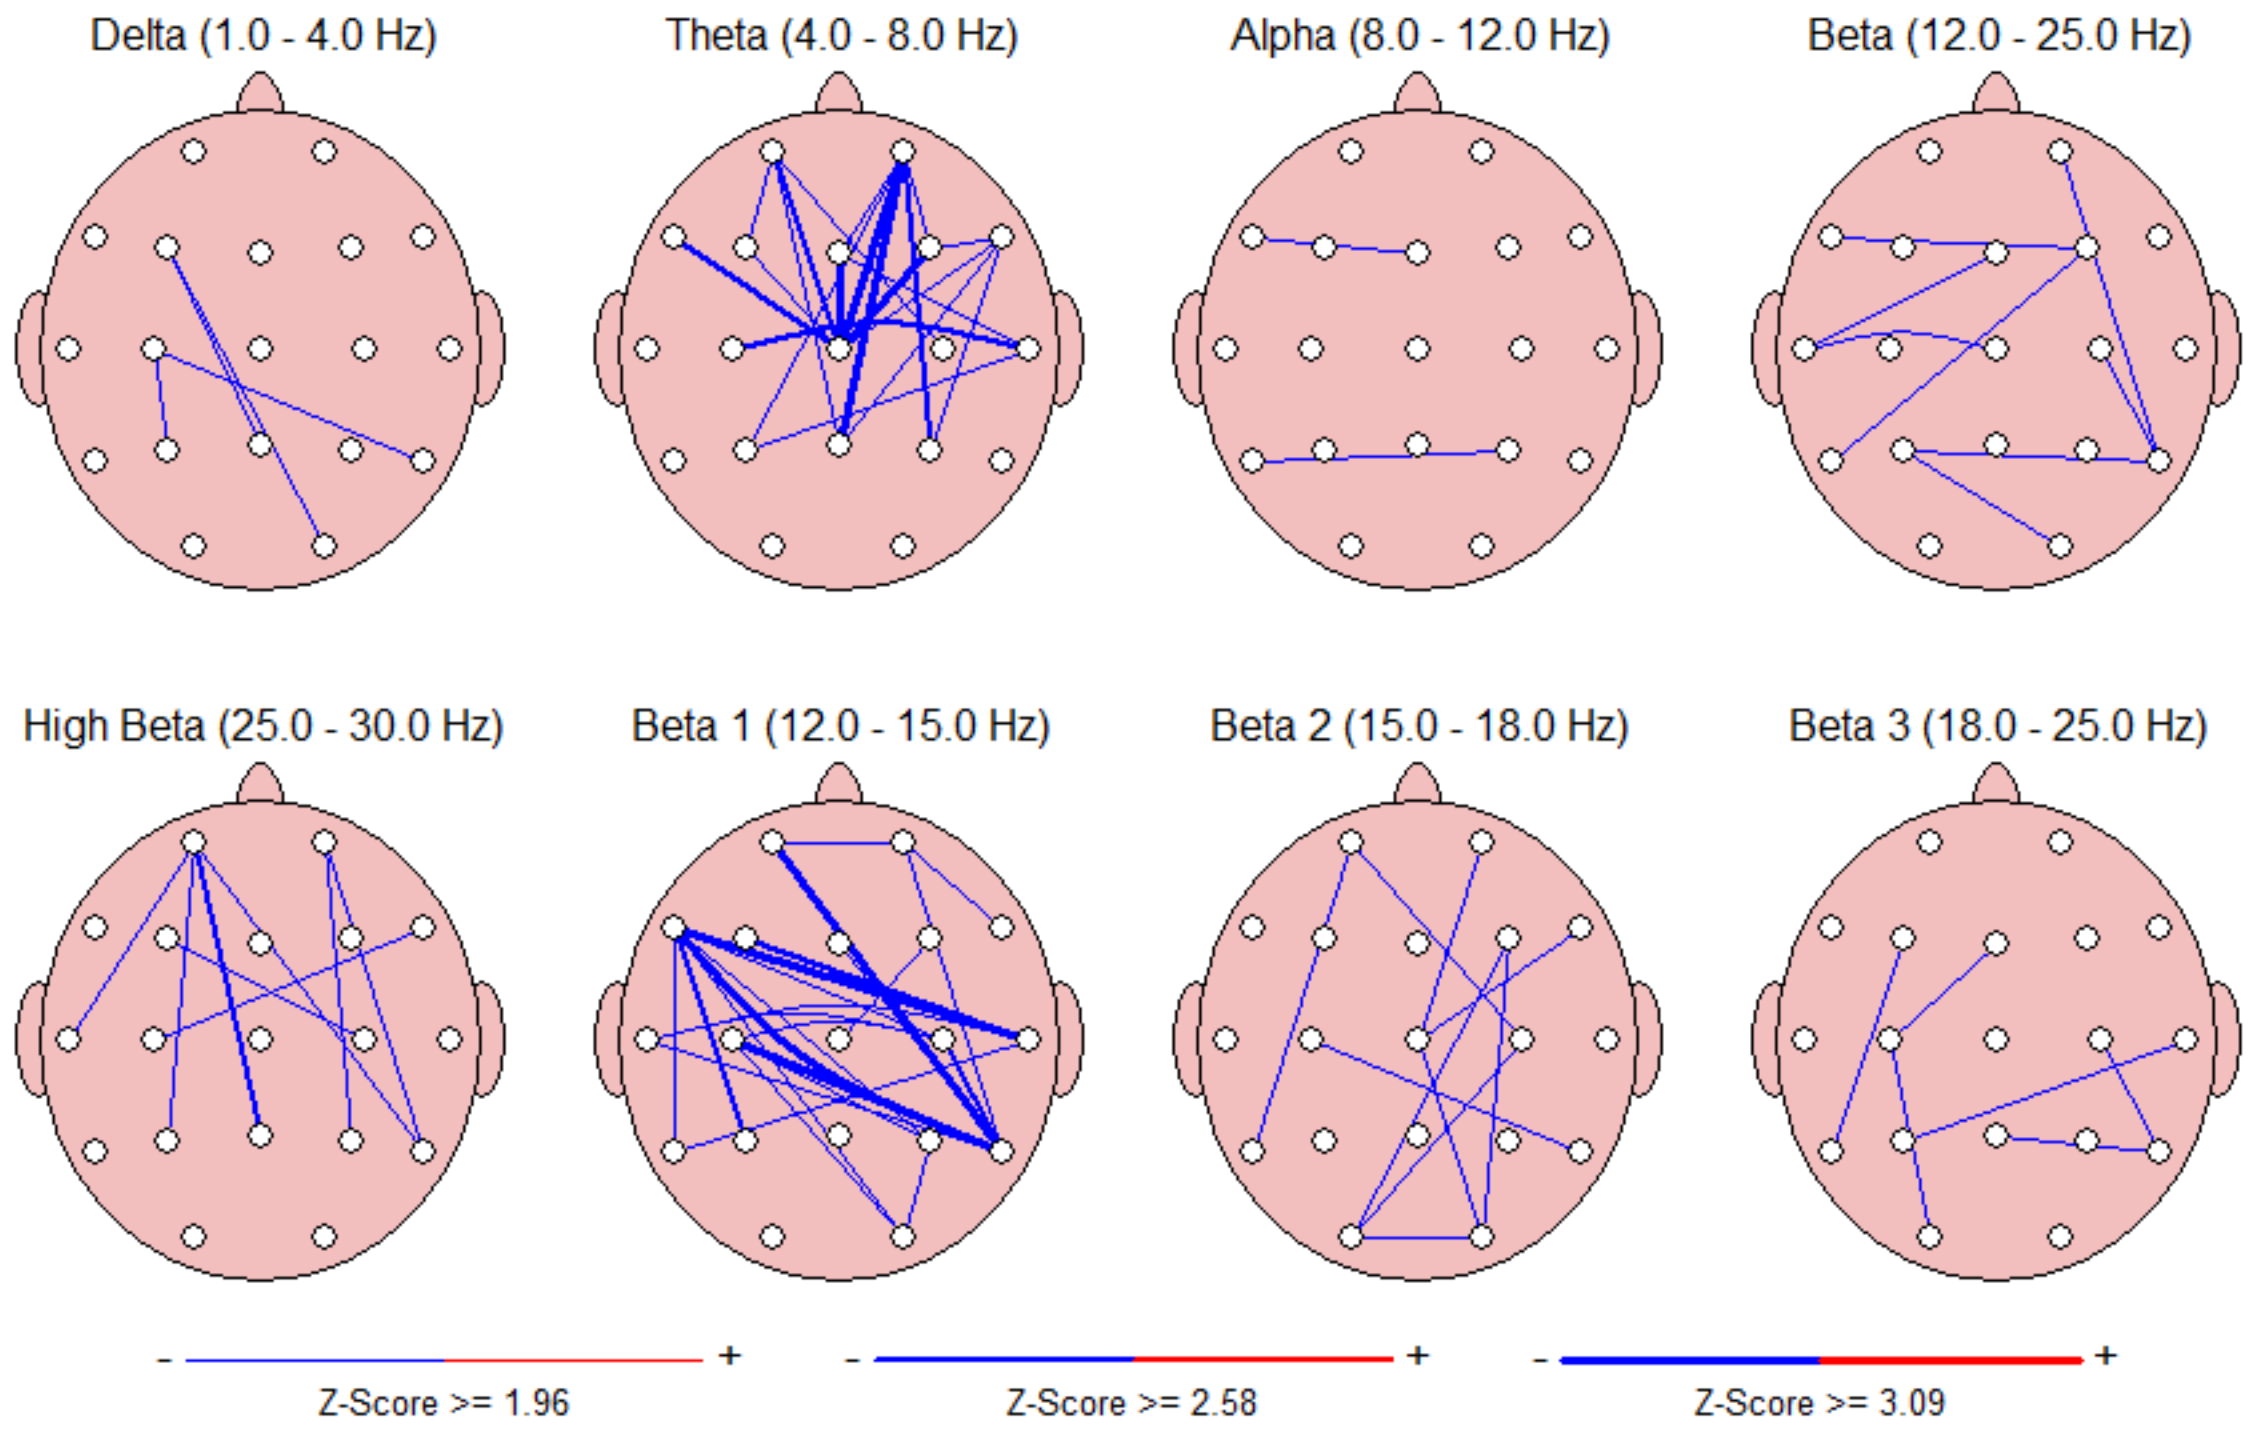 Delta (1.0 - 4.0 Hz)
Theta (4.0 - 8.0 Hz)
Alpha (8.0 - 12.0 Hz)
Beta (12.0 - 25.0 Hz)
High Beta (25.0 - 30.0 Hz)
Beta 1 (12.0 - 15.0 Hz)
Beta 2 (15.0 - 18.0 Hz)
Beta 3 (18.0 - 25.0 Hz)
- +
- +
- +
Z-Score >= 1.96
Z-Score >= 2.58
Z-Score >= 3.09